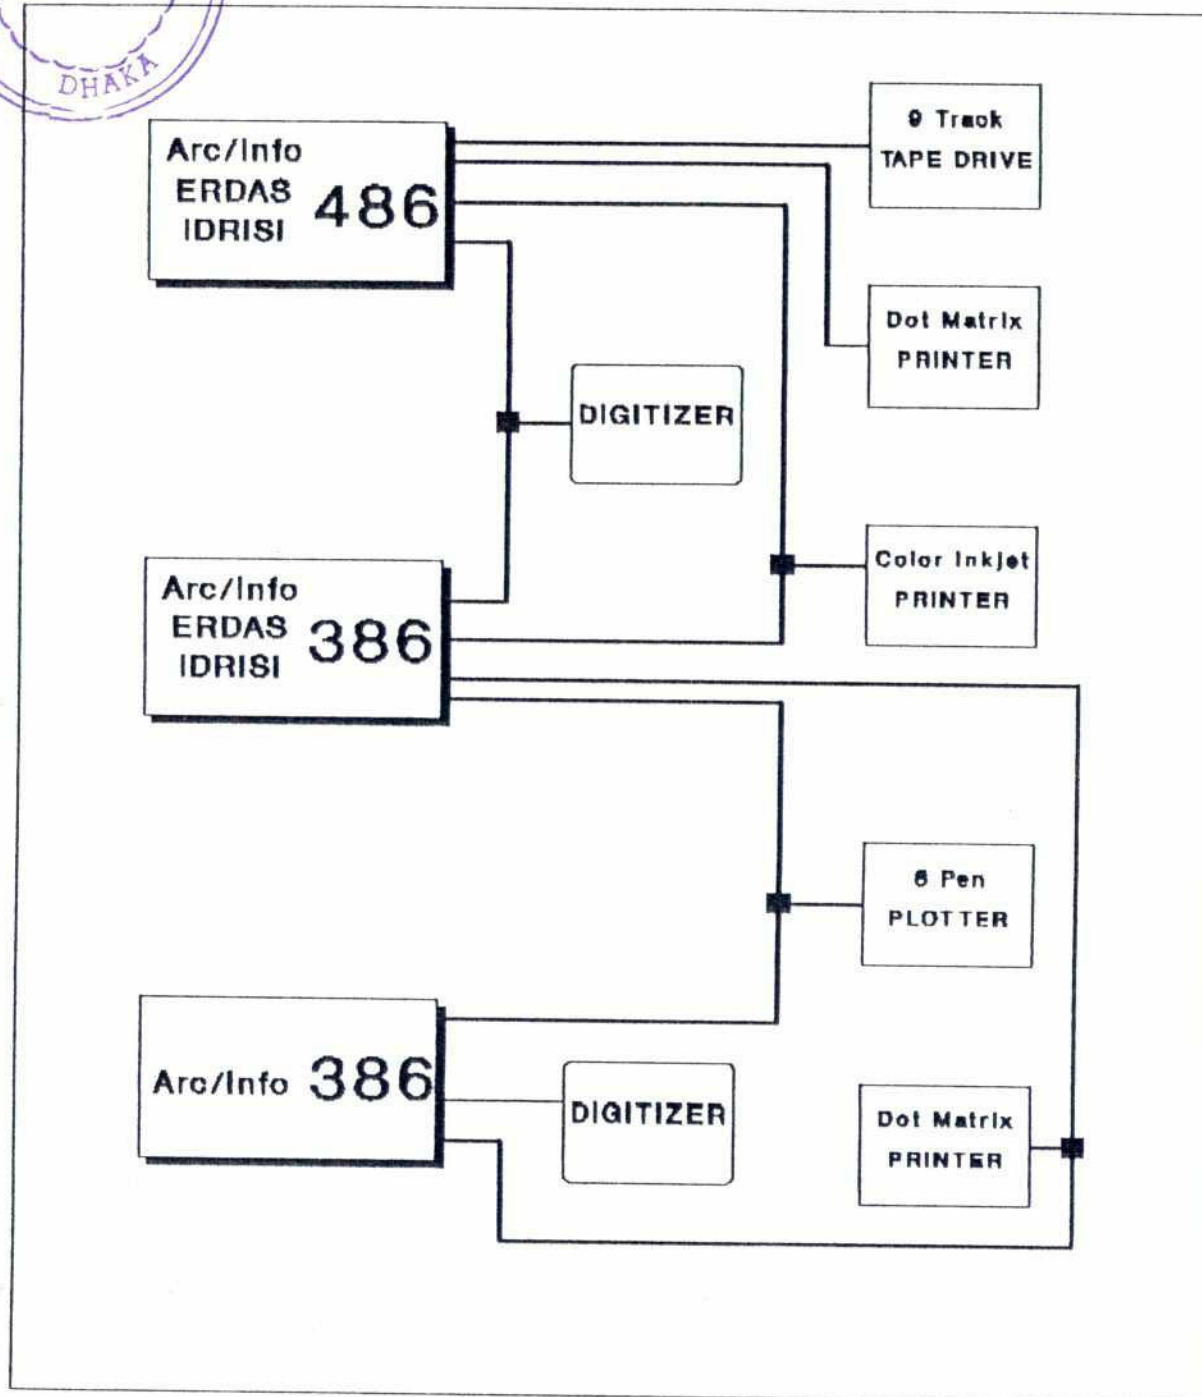 DHAKA
Arc/Info
ERDAS
IDRISI
486
9 Track
TAPE DRIVE
Dot Matrix
PRINTER
DIGITIZER
Arc/Info
ERDAS
IDRISI
386
Color Inkjet
PRINTER
6 Pen
PLOTTER
Arc/Info 386
DIGITIZER
Dot Matrix
PRINTER